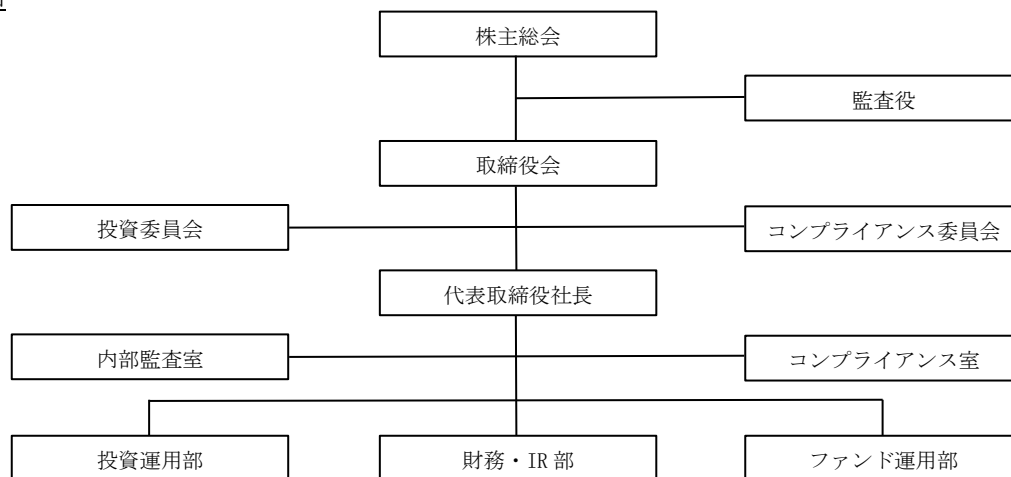 株主総会
監査役
取締役会
投資委員会
コンプライアンス委員会
代表取締役社長
内部監査室
コンプライアンス室
投資運用部
財務・IR部
ファンド運用部